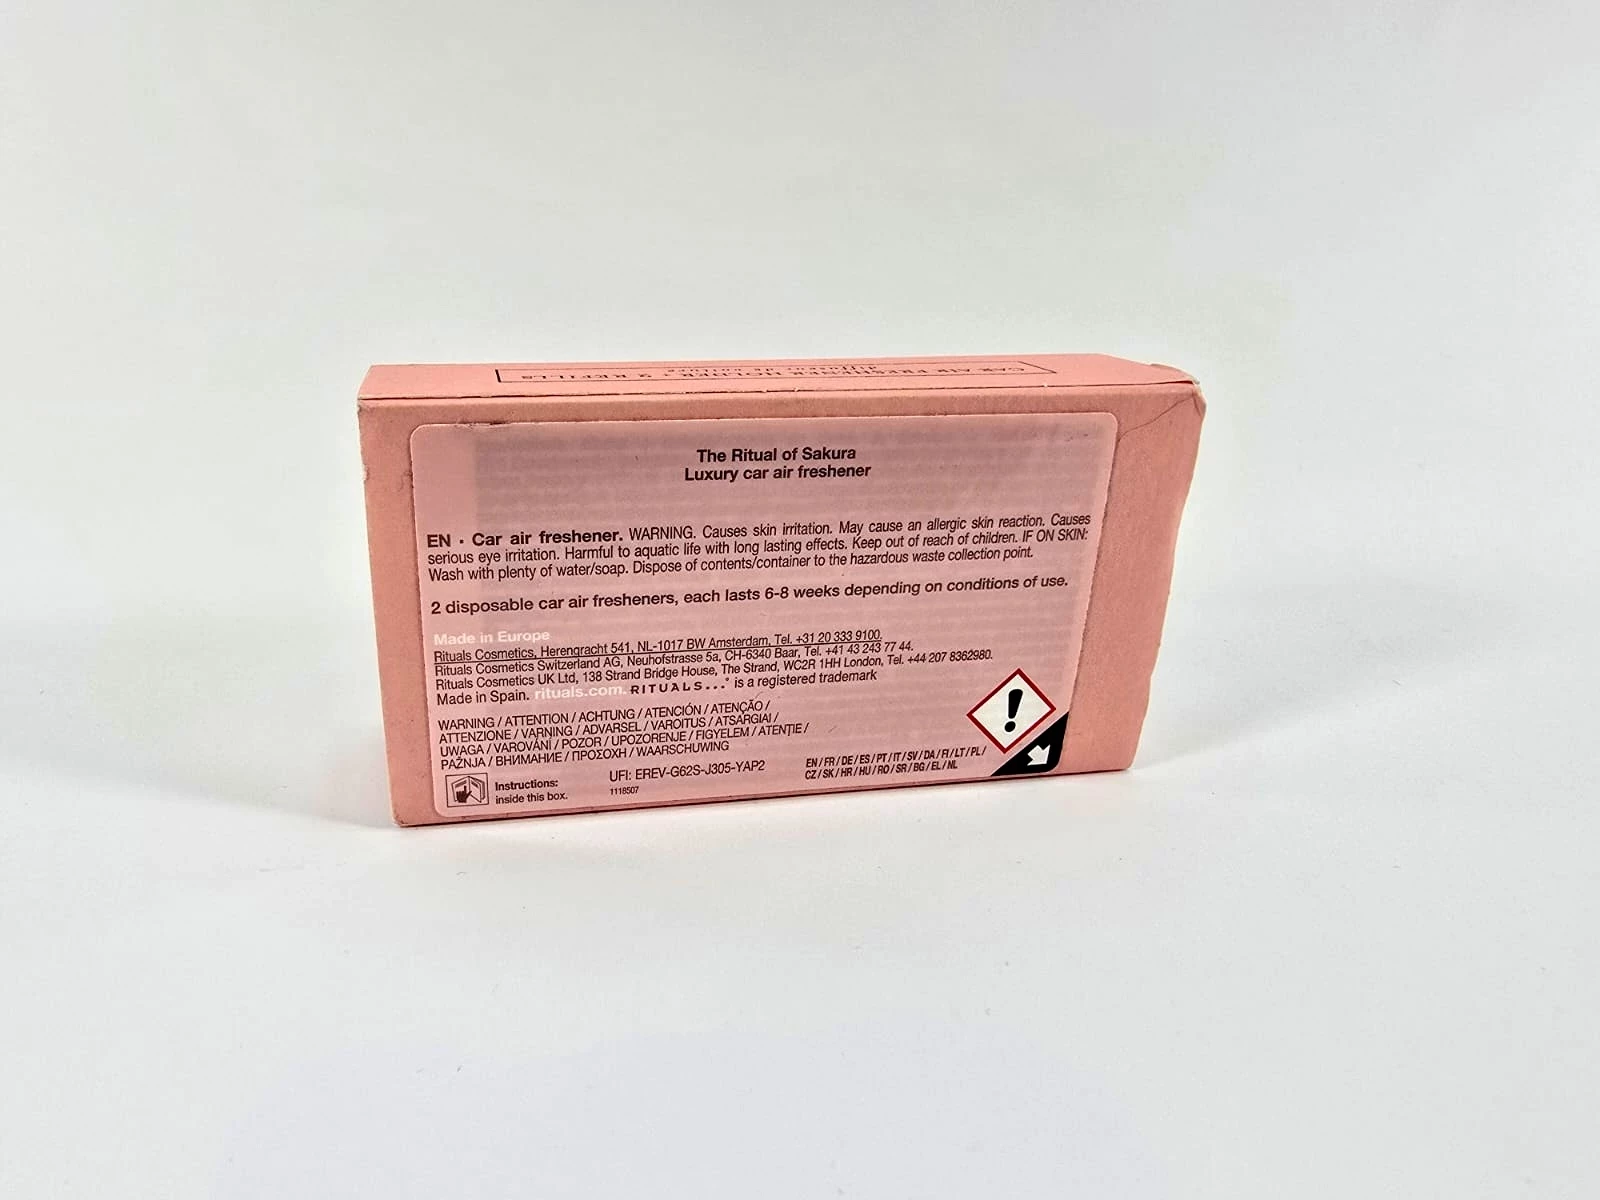 CAR AIR FRESHENER HOLDER + 2 REFILLS
diffuseur de voiture
The Ritual of Sakura
Luxury car air freshener
EN · Car air freshener. WARNING. Causes skin irritation. May cause an allergic skin reaction. Causes
serious eye irritation. Harmful to aquatic life with long lasting effects. Keep out of reach of children. IF ON SKIN:
Wash with plenty of water/soap. Dispose of contents/container to the hazardous waste collection point.
2 disposable car air fresheners, each lasts 6-8 weeks depending on conditions of use.
Made in Europe
Rituals Cosmetics, Herengracht 541, NL-1017 BW Amsterdam, Tel. +31 20 333 9100.
Rituals Cosmetics Switzerland AG, Neuhofstrasse 5a, CH-6340 Baar, Tel. +41 43 243 77 44.
Rituals Cosmetics UK Ltd, 138 Strand Bridge House, The Strand, WC2R 1HH London, Tel. +44 207 8362980.
Made in Spain. rituals.com. RITUALS...® is a registered trademark
WARNING / ATTENTION / ACHTUNG / ATENCIÓN / ATENÇÃO /
ATTENZIONE / VARNING / ADVARSEL / VAROITUS / ATSARGIAI /
UWAGA / VAROVÁNÍ / POZOR / UPOZORENJE / FIGYELEM / ATENȚIE /
PAŽNJA / ВНИМАНИЕ / ΠΡΟΣΟΧΗ / WAARSCHUWING
Instructions:
inside this box.
UFI: EREV-G62S-J305-YAP2
1118507
EN / FR / DE / ES / PT / IT / SV / DA / FI / LT / PL /
CZ / SK / HR / HU / RO / SR / BG / EL / NL